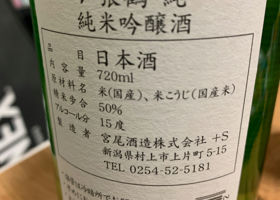 張鶴 純
純米吟醸酒
日本酒
内容量 720ml
原材料名 米(国産)、米こうじ(国産米)
精米歩合 50%
アルコール分 15度
製造者 宮尾酒造株式会社 +S
新潟県村上市上片町5-15
TEL 0254-52-5181